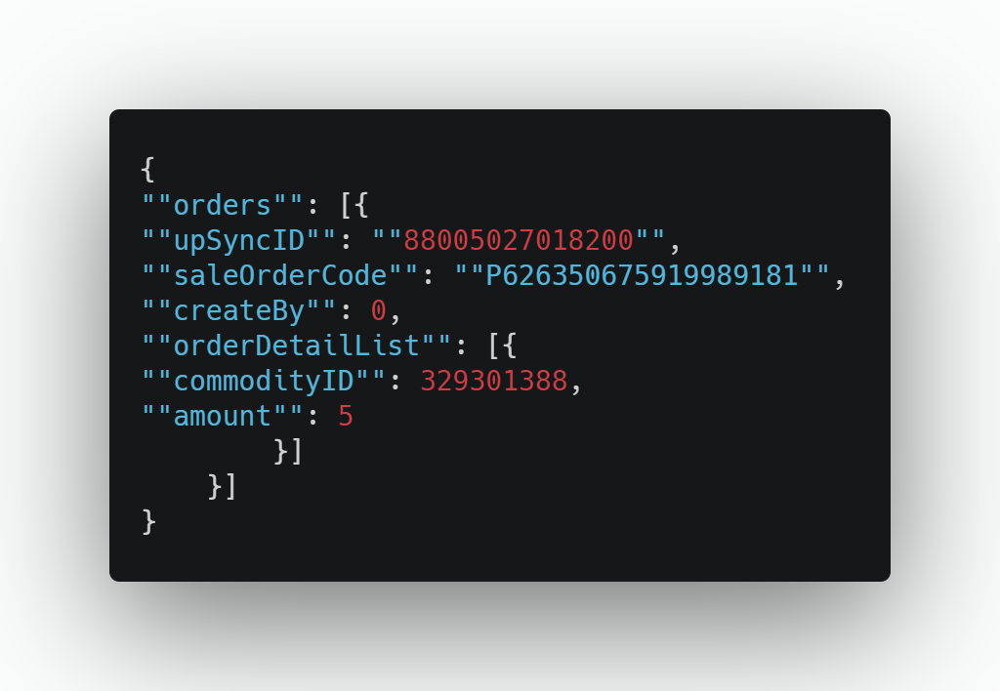 {
""orders"": [{
""upSyncID"": ""88005027018200"",
""saleOrderCode"": ""P626350675919989181"",
""createBy"": 0,
""orderDetailList"": [{
""commodityID"": 329301388,
""amount"": 5
        }]
    }]
}